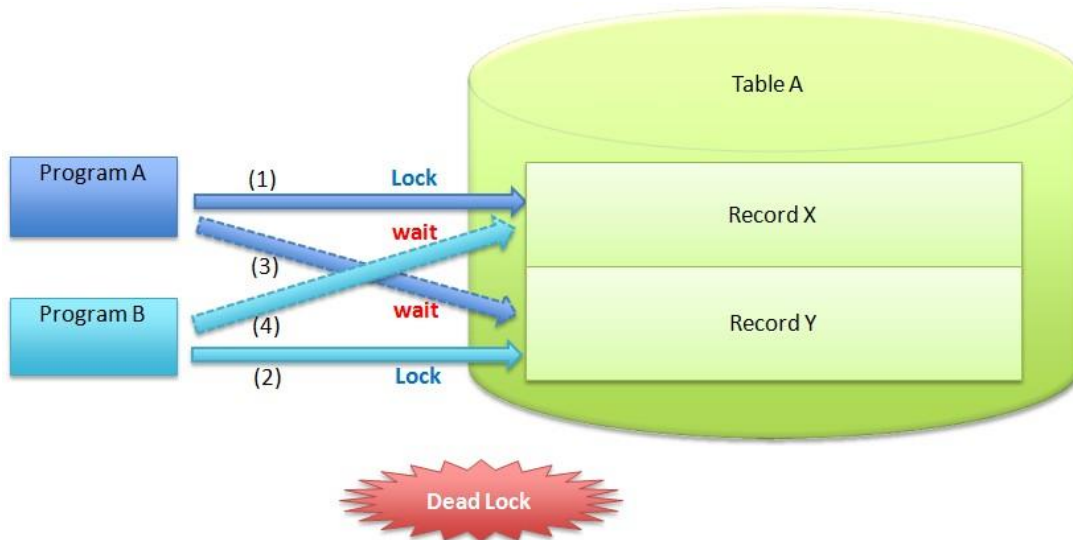 Table A
Program A
(1)
Lock
Record X
wait
(3)
Program B
(4)
wait
Record Y
(2)
Lock
Dead Lock